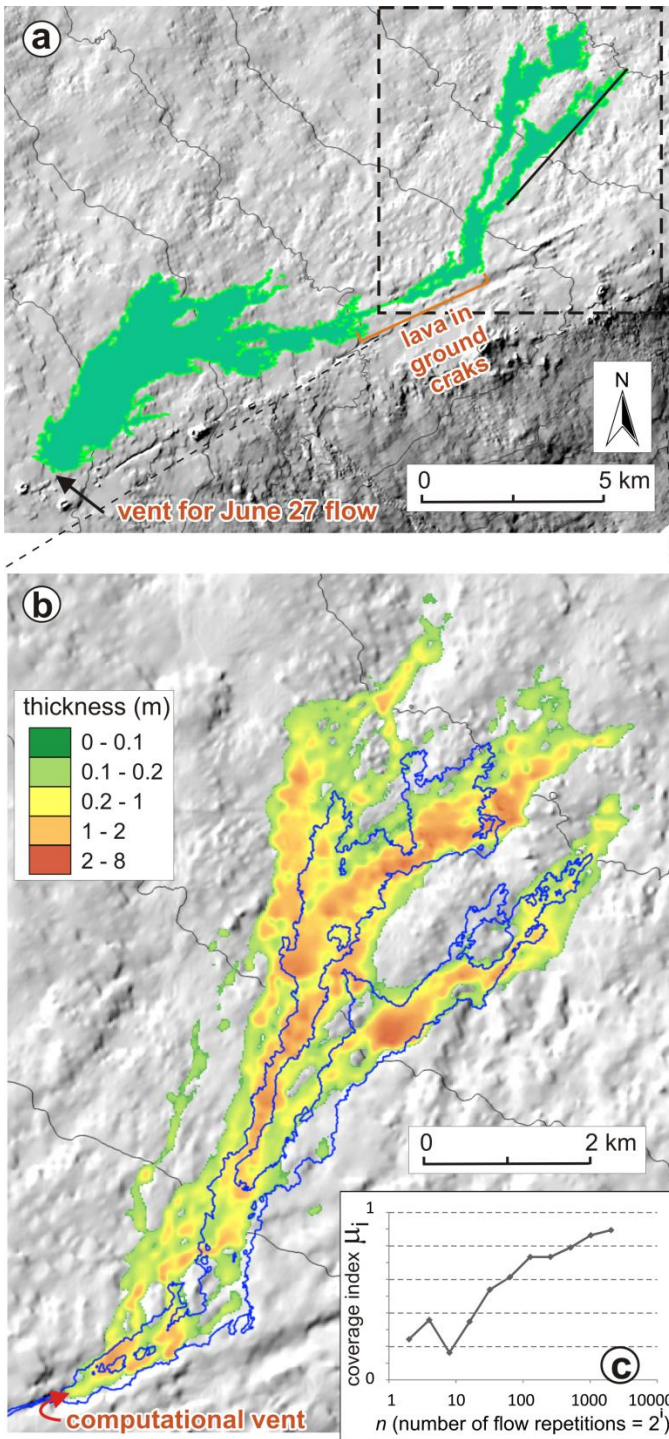 a
lava in
ground
craks
N
0 5 km
vent for June 27 flow
b
thickness (m)
0 - 0.1
0.1 - 0.2
0.2 - 1
1 - 2
2 - 8
0 2 km
computational vent
coverage index μi
1
0
1 10 100 1000 10000
n (number of flow repetitions = 2^i)
c